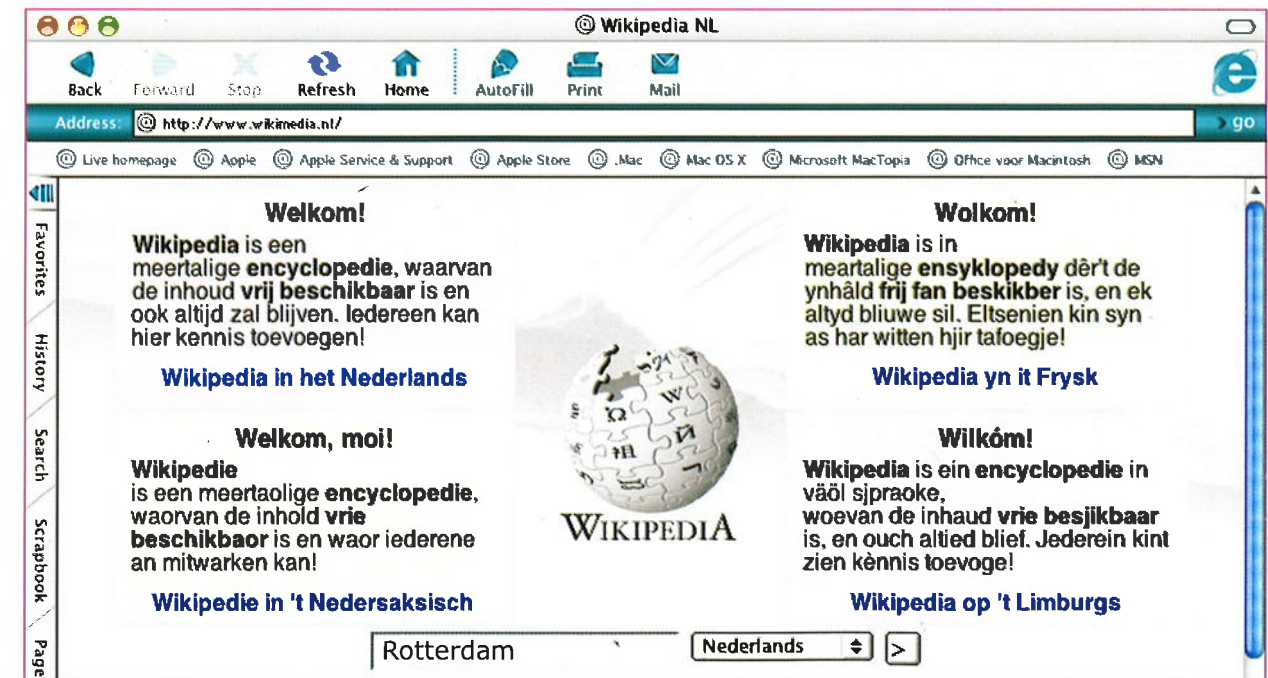 Wikipedia NL
Back Forward Stop Refresh Home AutoFill Print Mail
Address: http://www.wikimedia.nl/ go
Live homepage Apple Apple Service & Support Apple Store .Mac Mac OS X Microsoft MacTopia Office voor Macintosh MSN
Favorites
History
Search
Scrapbook
Page
Welkom!
Wikipedia is een
meertalige encyclopedie, waarvan
de inhoud vrij beschikbaar is en
ook altijd zal blijven. Iedereen kan
hier kennis toevoegen!
Wikipedia in het Nederlands
Wolkom!
Wikipedia is in
meartalige ensyklopedy dêr't de
ynhâld frij fan beskikber is, en ek
altyd bliuwe sil. Eltsenien kin syn
as har witten hjir tafoegje!
Wikipedia yn it Frysk
Welkom, moi!
Wikipedie
is een meertaolige encyclopedie,
waorvan de inhold vrie
beschikbaor is en waor iederene
an mitwarken kan!
Wikipedie in 't Nedersaksisch
Wilkóm!
Wikipedia is ein encyclopedie in
väöl sjpraoke,
woevan de inhaud vrie besjikbaar
is, en ouch altied blief. Jederein kint
zien kènnis toevoge!
Wikipedia op 't Limburgs
Ω W И
WIKIPEDIA
Rotterdam Nederlands >